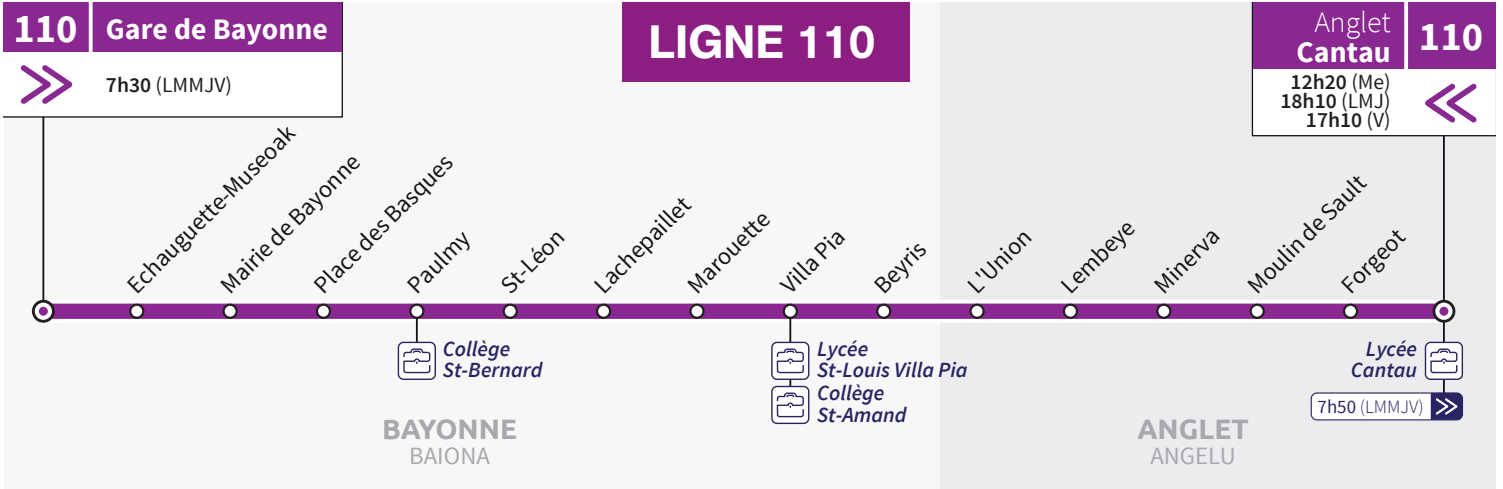 110 Gare de Bayonne
7h30 (LMMJV)
LIGNE 110
Anglet
Cantau
110
12h20 (Me)
18h10 (LMJ)
17h10 (V)
Echauguette-Museoak
Mairie de Bayonne
Place des Basques
Paulmy
St-Léon
Lachepaillet
Marouette
Villa Pia
Beyris
L'Union
Lembeye
Minerva
Moulin de Sault
Forgeot
Collège
St-Bernard
Lycée
St-Louis Villa Pia
Collège
St-Amand
Lycée
Cantau
7h50 (LMMJV)
BAYONNE
BAIONA
ANGLET
ANGELU